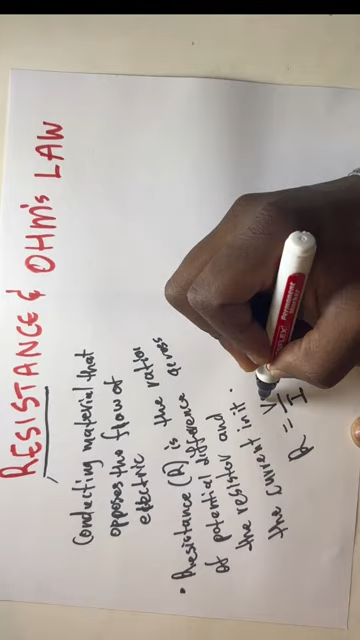 RESISTANCE & OHM'S LAW
Conducting material that
opposes the flow of
electric
• Resistance (R) is the ratio
of potential difference across
the resistor and
the current in it.
R = V/I
Permanent